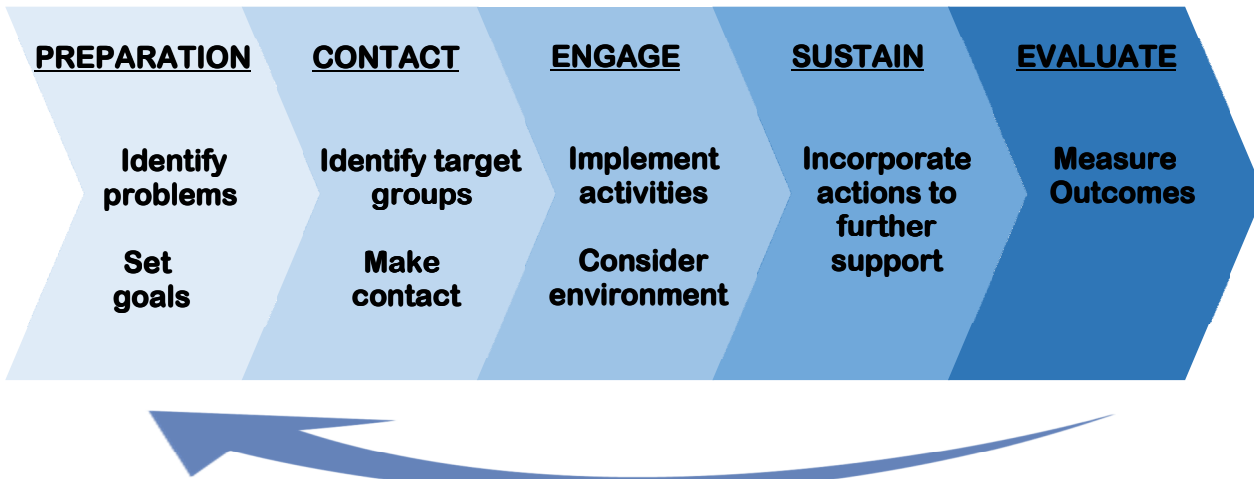 PREPARATION
Identify
problems
Set
goals
CONTACT
Identify target
groups
Make
contact
ENGAGE
Implement
activities
Consider
environment
SUSTAIN
Incorporate
actions to
further
support
EVALUATE
Measure
Outcomes